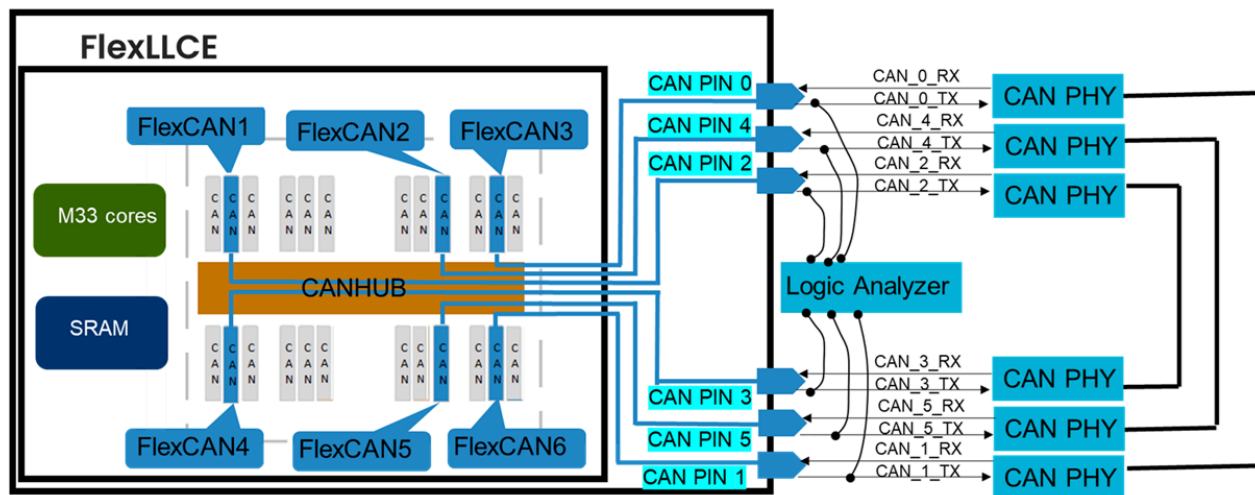 FlexLLCE
FlexCAN1
FlexCAN2
FlexCAN3
M33 cores
SRAM
CAN CAN CAN CAN CAN CAN CAN CAN CAN CAN CAN
CANHUB
CAN CAN CAN CAN CAN CAN CAN CAN CAN CAN CAN
FlexCAN4
FlexCAN5
FlexCAN6
CAN PIN 0
CAN PIN 4
CAN PIN 2
CAN PIN 3
CAN PIN 5
CAN PIN 1
CAN_0_RX
CAN_0_TX
CAN_4_RX
CAN_4_TX
CAN_2_RX
CAN_2_TX
CAN PHY
CAN PHY
CAN PHY
Logic Analyzer
CAN_3_RX
CAN_3_TX
CAN_5_RX
CAN_5_TX
CAN_1_RX
CAN_1_TX
CAN PHY
CAN PHY
CAN PHY